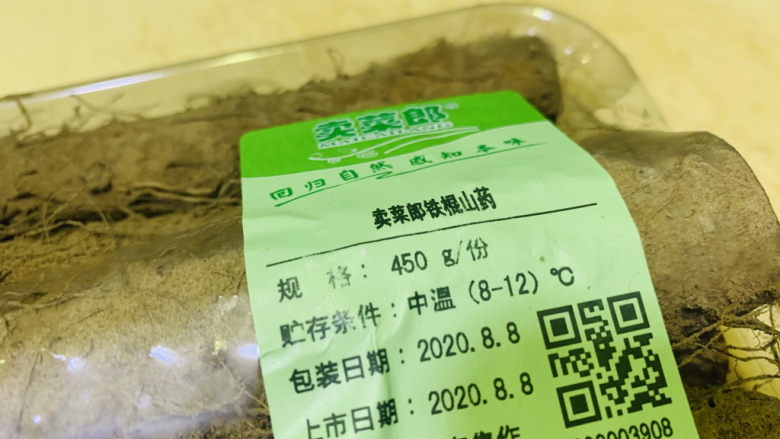 卖菜郎®
MAICAILANG
回归自然 感知本味
卖菜郎铁棍山药
规 格：450 g/份
贮存条件：中温（8-12）℃
包装日期：2020.8.8
上市日期：2020.8.8